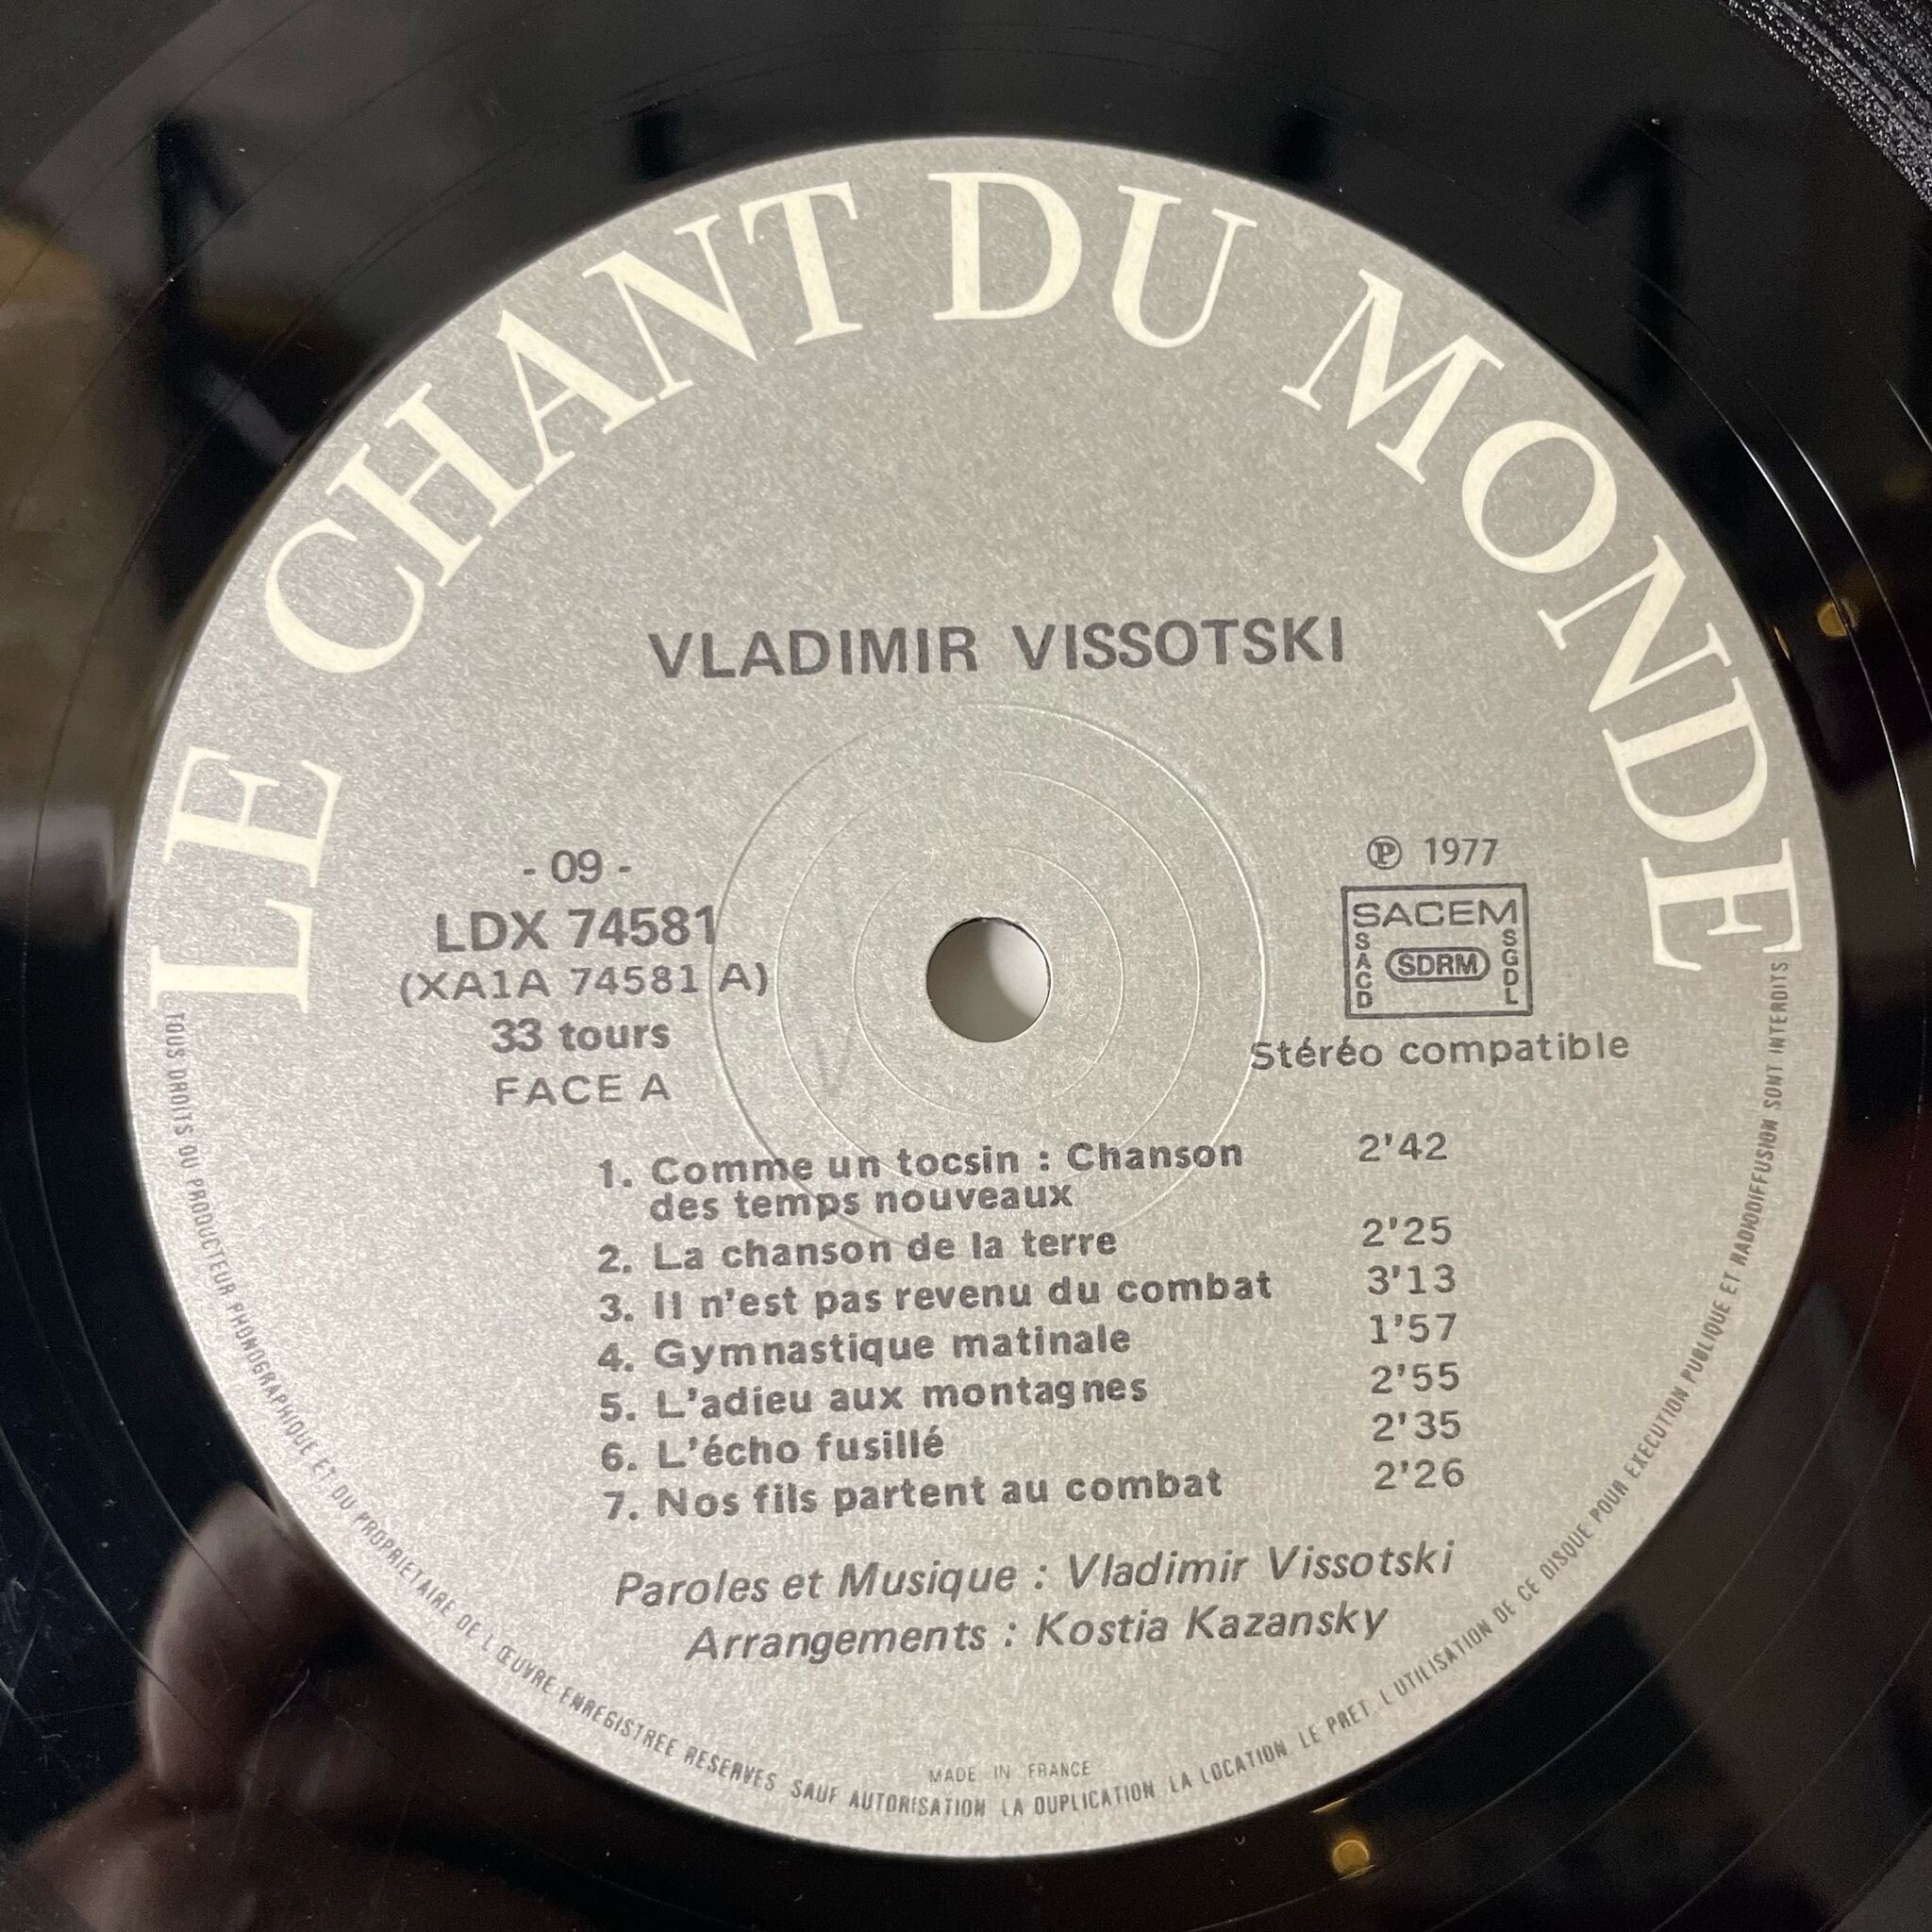 LE CHANT DU MONDE
VLADIMIR VISSOTSKI
- 09 -
LDX 74581
(XA1A 74581 A)
33 tours
FACE A
℗ 1977
SACEM
SACD
SDRM
SGDL
Stéréo compatible
1. Comme un tocsin : Chanson 2'42
des temps nouveaux
2. La chanson de la terre 2'25
3. Il n'est pas revenu du combat 3'13
4. Gymnastique matinale 1'57
5. L'adieu aux montagnes 2'55
6. L'écho fusillé 2'35
7. Nos fils partent au combat 2'26
Paroles et Musique : Vladimir Vissotski
Arrangements : Kostia Kazansky
MADE IN FRANCE
TOUS DROITS DU PRODUCTEUR PHONOGRAPHIQUE ET DU PROPRIETAIRE DE L'ŒUVRE ENREGISTREE RESERVES SAUF AUTORISATION LA DUPLICATION LA LOCATION LE PRET L'UTILISATION DE CE DISQUE POUR EXECUTION PUBLIQUE ET RADIODIFFUSION SONT INTERDITS